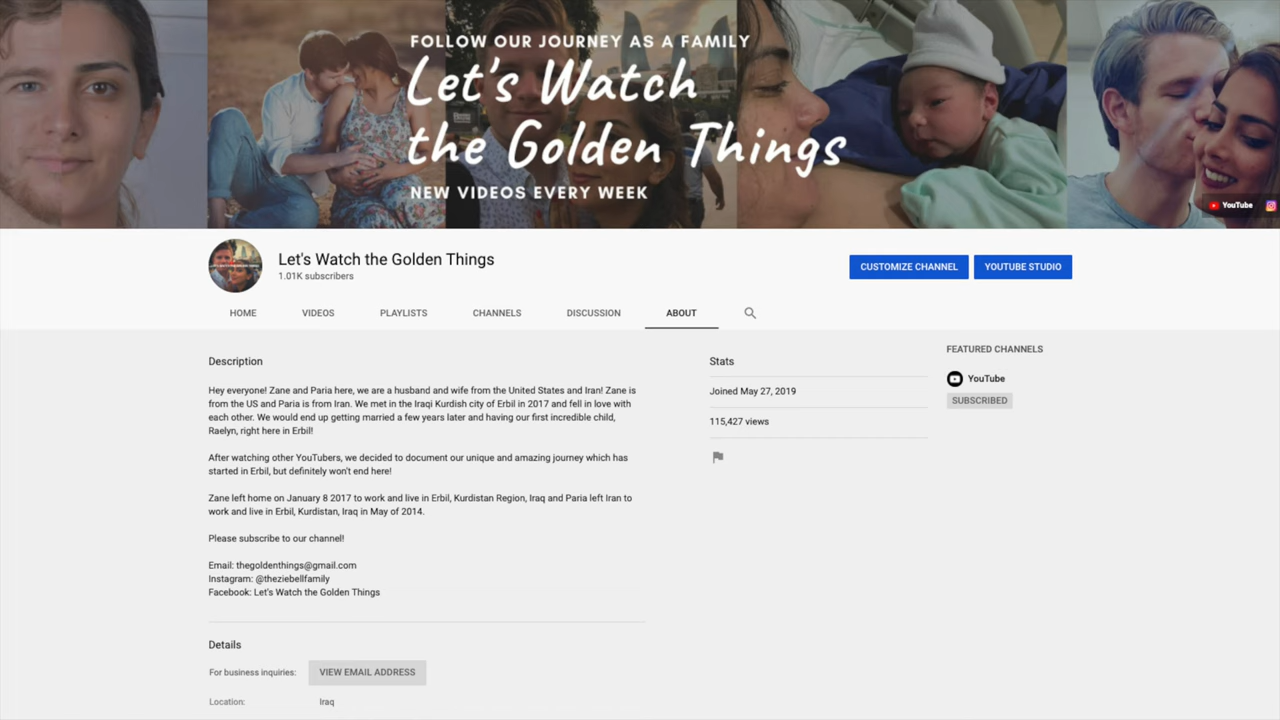 FOLLOW OUR JOURNEY AS A FAMILY
Let's Watch
the Golden Things
NEW VIDEOS EVERY WEEK
YouTube
Let's Watch the Golden Things
1.01K subscribers
CUSTOMIZE CHANNEL
YOUTUBE STUDIO
HOME
VIDEOS
PLAYLISTS
CHANNELS
DISCUSSION
ABOUT
Description
Hey everyone! Zane and Paria here, we are a husband and wife from the United States and Iran! Zane is
from the US and Paria is from Iran. We met in the Iraqi Kurdish city of Erbil in 2017 and fell in love with
each other. We would end up getting married a few years later and having our first incredible child,
Raelyn, right here in Erbil!
After watching other YouTubers, we decided to document our unique and amazing journey which has
started in Erbil, but definitely won't end here!
Zane left home on January 8 2017 to work and live in Erbil, Kurdistan Region, Iraq and Paria left Iran to
work and live in Erbil, Kurdistan, Iraq in May of 2014.
Please subscribe to our channel!
Email: thegoldenthings@gmail.com
Instagram: @theziebellfamily
Facebook: Let's Watch the Golden Things
Details
For business inquiries:
VIEW EMAIL ADDRESS
Location:
Iraq
Stats
Joined May 27, 2019
115,427 views
FEATURED CHANNELS
YouTube
SUBSCRIBED